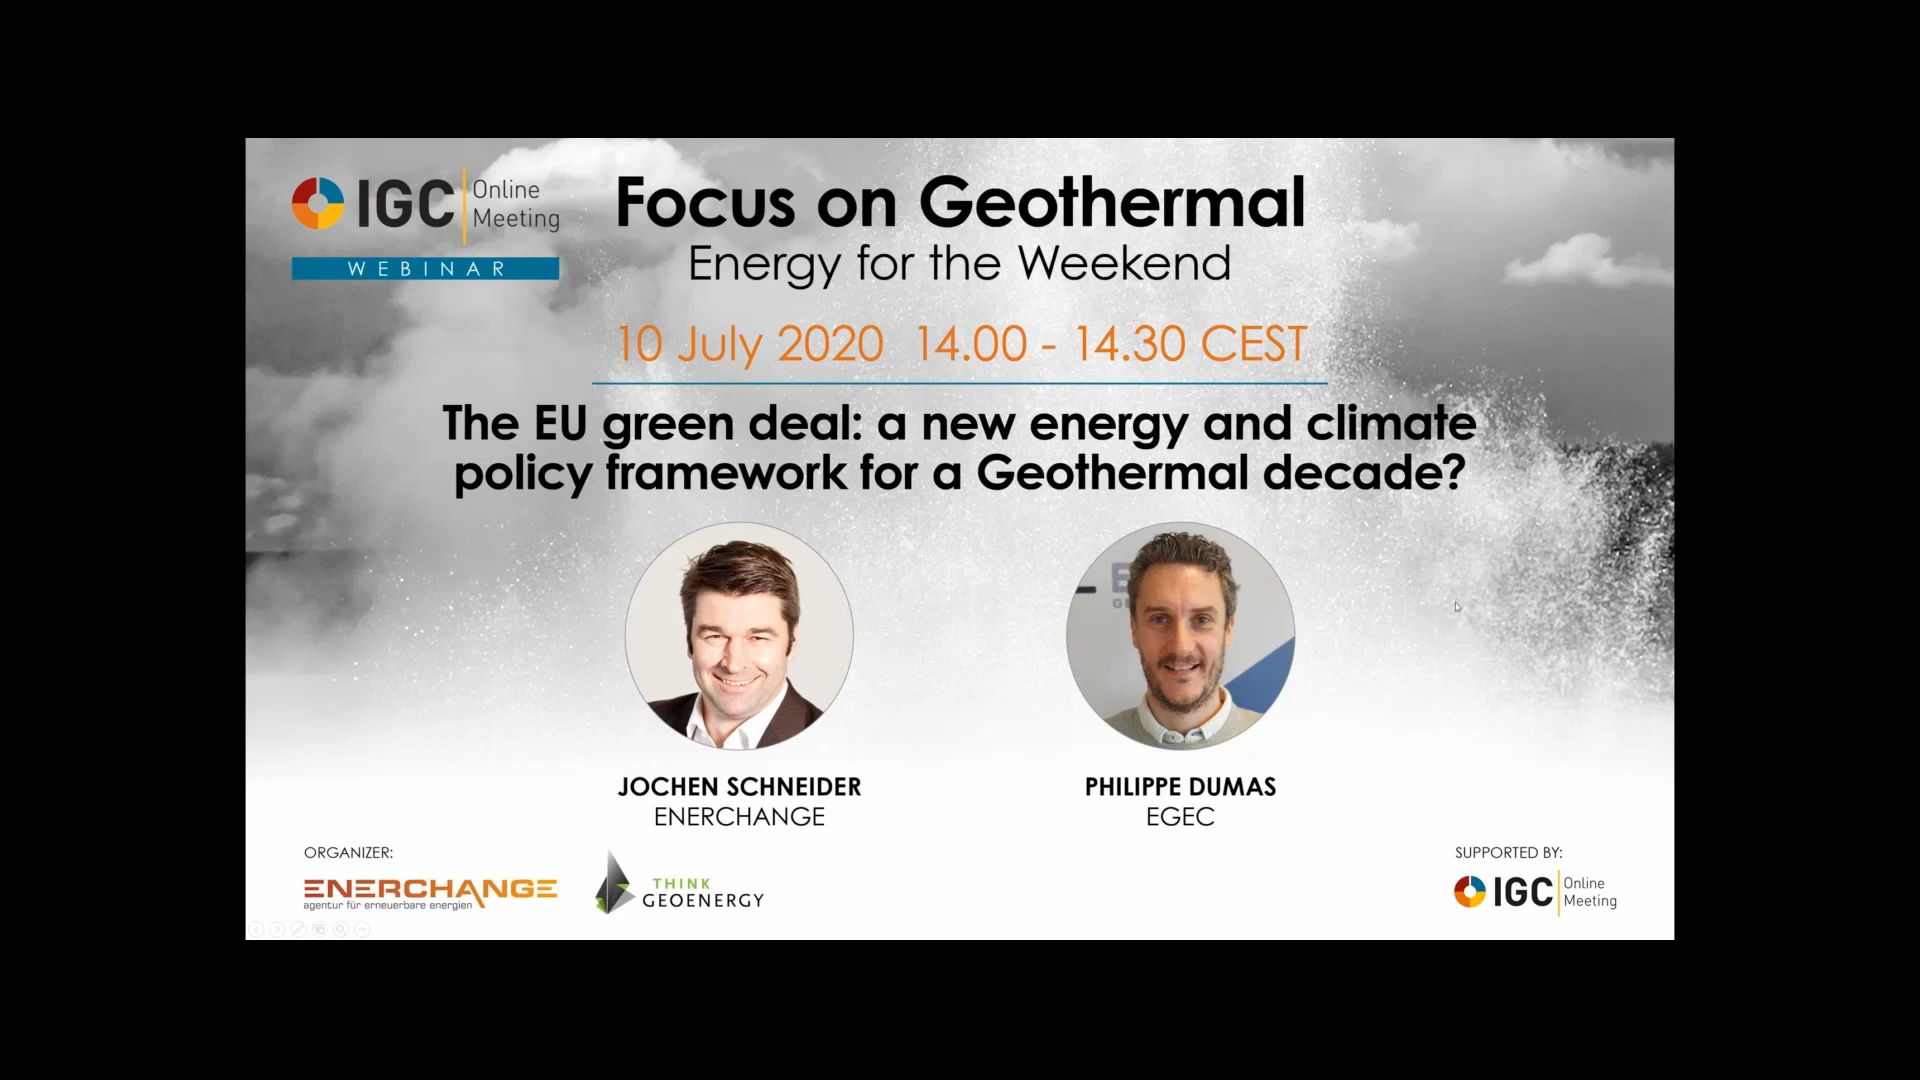 IGC Online Meeting
WEBINAR
Focus on Geothermal
Energy for the Weekend
10 July 2020 14.00 - 14.30 CEST
The EU green deal: a new energy and climate
policy framework for a Geothermal decade?
JOCHEN SCHNEIDER
ENERCHANGE
PHILIPPE DUMAS
EGEC
ORGANIZER:
ENERCHANGE
agentur für erneuerbare energien
THINK
GEOENERGY
SUPPORTED BY:
IGC Online Meeting